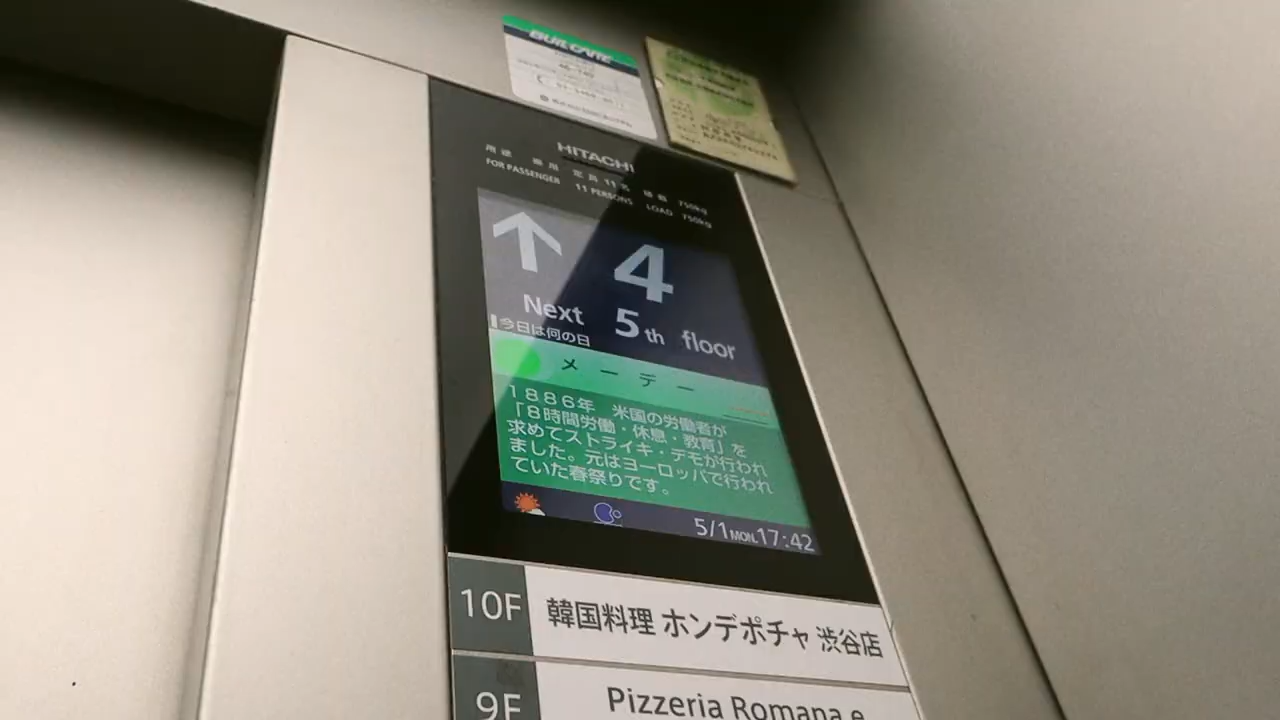 BUILCARE
HITACHI
用途 乗用 定員 11名 積載 750kg
FOR PASSENGER 11 PERSONS LOAD 750kg
4
Next 5th floor
今日は何の日
メーデー
1886年 米国の労働者が
「8時間労働・休息・教育」を
求めてストライキ・デモが行われ
ました。元はヨーロッパで行われ
ていた春祭りです。
5/1 MON. 17:42
10F 韓国料理 ホンデポチャ 渋谷店
9F Pizzeria Romana e